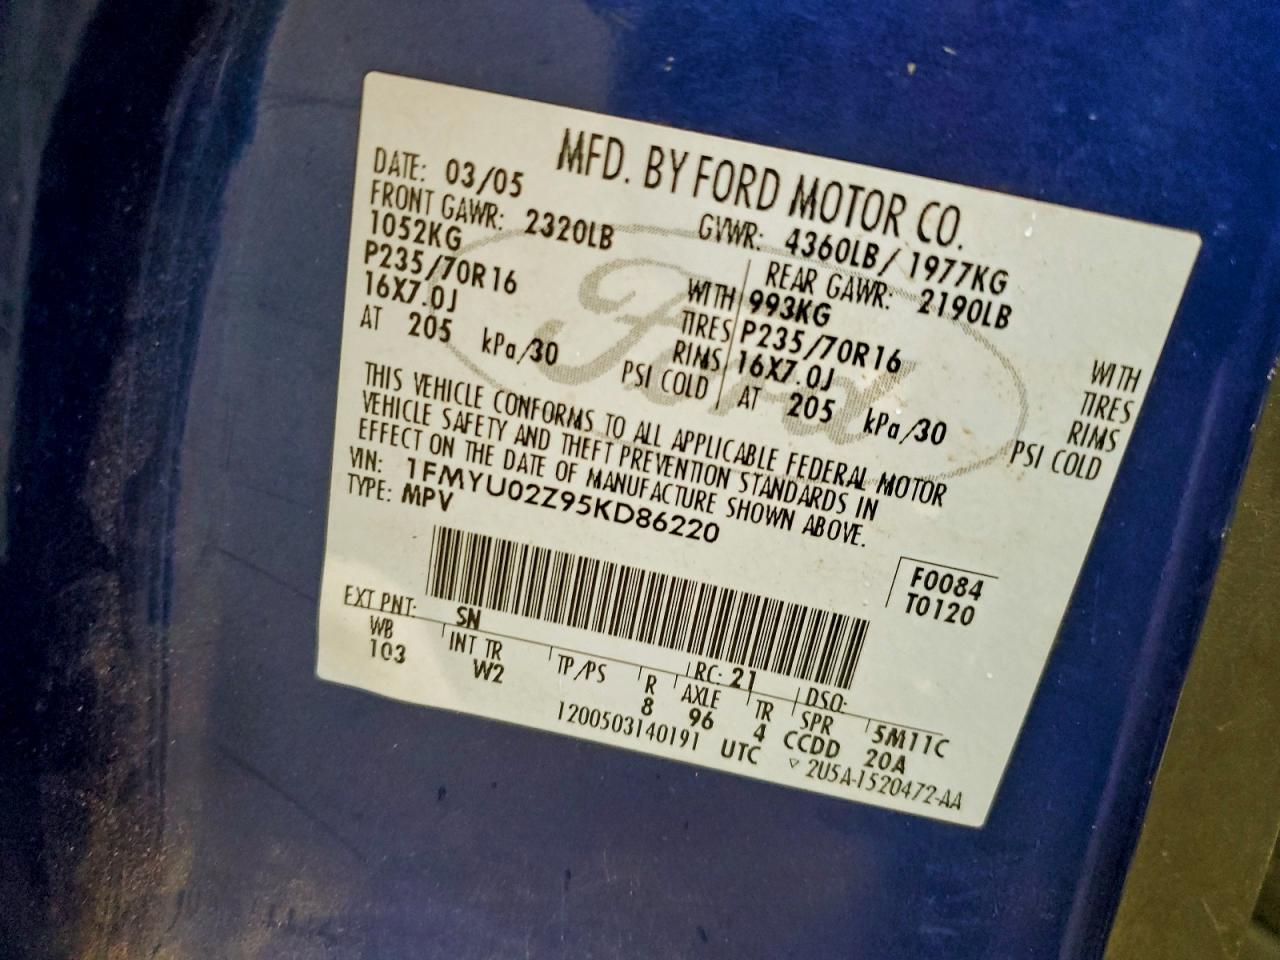 MFD. BY FORD MOTOR CO.
DATE: 03/05 GVWR: 4360LB / 1977KG
FRONT GAWR: 2320LB REAR GAWR: 2190LB
1052KG WITH 993KG WITH
P235/70R16 TIRES P235/70R16 TIRES
16X7.0J RIMS 16X7.0J RIMS
AT 205 kPa/30 PSI COLD AT 205 kPa/30 PSI COLD
THIS VEHICLE CONFORMS TO ALL APPLICABLE FEDERAL MOTOR
VEHICLE SAFETY AND THEFT PREVENTION STANDARDS IN
EFFECT ON THE DATE OF MANUFACTURE SHOWN ABOVE.
VIN: 1FMYU02Z95KD86220
TYPE: MPV
Ford
F0084
T0120
EXT PNT: SN RC: 21 DSO:
WB INT TR TP/PS R AXLE TR SPR 5M11C
103 W2 8 96 4 CCDD 20A
1200503140191 UTC ▽ 2U5A-1520472-AA